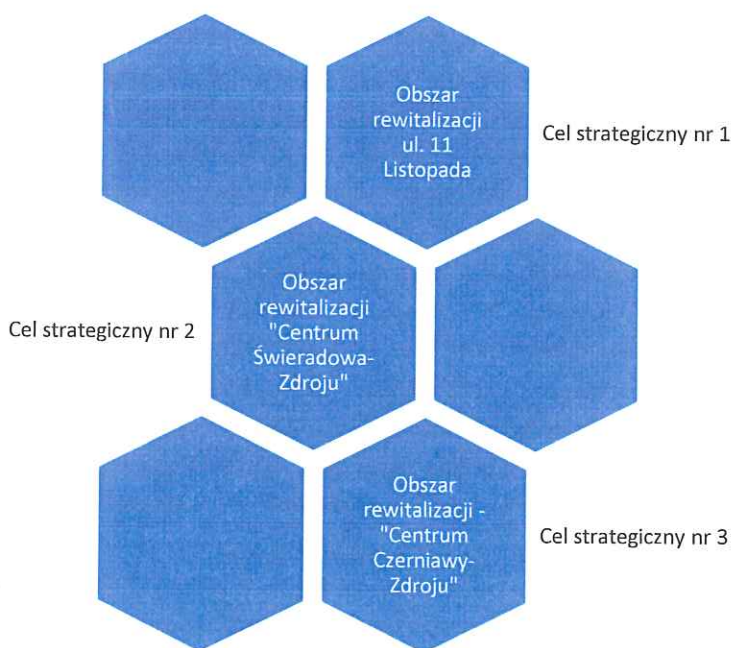 Obszar
rewitalizacji
ul. 11
Listopada
Cel strategiczny nr 1
Cel strategiczny nr 2
Obszar
rewitalizacji
"Centrum
Świeradowa-
Zdroju"
Obszar
rewitalizacji -
"Centrum
Czerniawy-
Zdroju"
Cel strategiczny nr 3